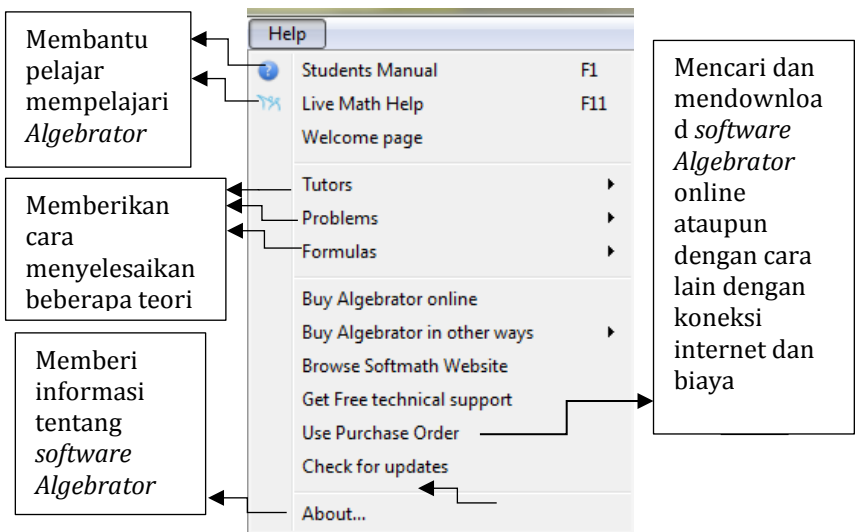 Membantu
pelajar
mempelajari
Algebrator
Memberikan
cara
menyelesaikan
beberapa teori
Memberi
informasi
tentang
software
Algebrator
Help
Students Manual F1
Live Math Help F11
Welcome page
Tutors
Problems
Formulas
Buy Algebrator online
Buy Algebrator in other ways
Browse Softmath Website
Get Free technical support
Use Purchase Order
Check for updates
About...
Mencari dan
mendownloa
d software
Algebrator
online
ataupun
dengan cara
lain dengan
koneksi
internet dan
biaya